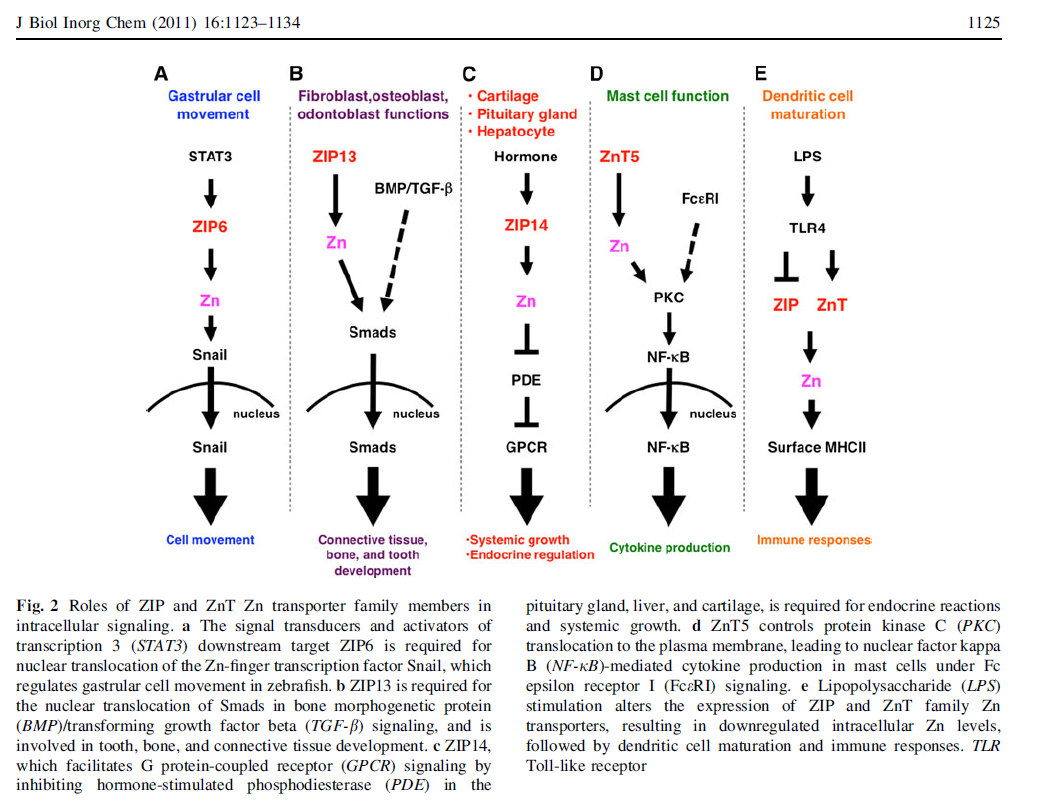 J Biol Inorg Chem (2011) 16:1123–1134 1125
A
Gastrular cell
movement
STAT3
ZIP6
Zn
Snail
nucleus
Snail
Cell movement
B
Fibroblast,osteoblast,
odontoblast functions
ZIP13
BMP/TGF-β
Zn
Smads
nucleus
Smads
Connective tissue,
bone, and tooth
development
C
• Cartilage
• Pituitary gland
• Hepatocyte
Hormone
ZIP14
Zn
PDE
GPCR
•Systemic growth
•Endocrine regulation
D
Mast cell function
ZnT5
FcεRI
Zn
PKC
NF-κB
nucleus
NF-κB
Cytokine production
E
Dendritic cell
maturation
LPS
TLR4
ZIP ZnT
Zn
Surface MHCII
Immune responses
Fig. 2 Roles of ZIP and ZnT Zn transporter family members in
intracellular signaling. a The signal transducers and activators of
transcription 3 (STAT3) downstream target ZIP6 is required for
nuclear translocation of the Zn-finger transcription factor Snail, which
regulates gastrular cell movement in zebrafish. b ZIP13 is required for
the nuclear translocation of Smads in bone morphogenetic protein
(BMP)/transforming growth factor beta (TGF-β) signaling, and is
involved in tooth, bone, and connective tissue development. c ZIP14,
which facilitates G protein-coupled receptor (GPCR) signaling by
inhibiting hormone-stimulated phosphodiesterase (PDE) in the
pituitary gland, liver, and cartilage, is required for endocrine reactions
and systemic growth. d ZnT5 controls protein kinase C (PKC)
translocation to the plasma membrane, leading to nuclear factor kappa
B (NF-κB)-mediated cytokine production in mast cells under Fc
epsilon receptor I (FcεRI) signaling. e Lipopolysaccharide (LPS)
stimulation alters the expression of ZIP and ZnT family Zn
transporters, resulting in downregulated intracellular Zn levels,
followed by dendritic cell maturation and immune responses. TLR
Toll-like receptor